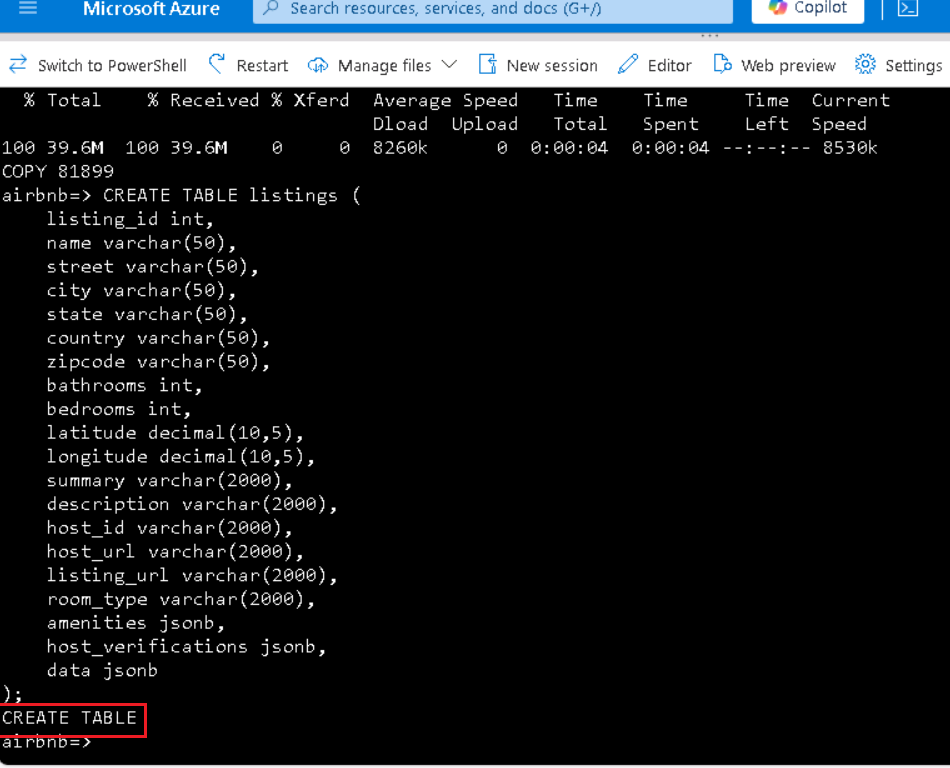 Microsoft Azure
Search resources, services, and docs (G+/)
Copilot
Switch to PowerShell Restart Manage files New session Editor Web preview Settings
% Total % Received % Xferd Average Speed Time Time Time Current
Dload Upload Total Spent Left Speed
100 39.6M 100 39.6M 0 0 8260k 0 0:00:04 0:00:04 --:--:-- 8530k
COPY 81899
airbnb=> CREATE TABLE listings (
listing_id int,
name varchar(50),
street varchar(50),
city varchar(50),
state varchar(50),
country varchar(50),
zipcode varchar(50),
bathrooms int,
bedrooms int,
latitude decimal(10,5),
longitude decimal(10,5),
summary varchar(2000),
description varchar(2000),
host_id varchar(2000),
host_url varchar(2000),
listing_url varchar(2000),
room_type varchar(2000),
amenities jsonb,
host_verifications jsonb,
data jsonb
);
CREATE TABLE
airbnb=>